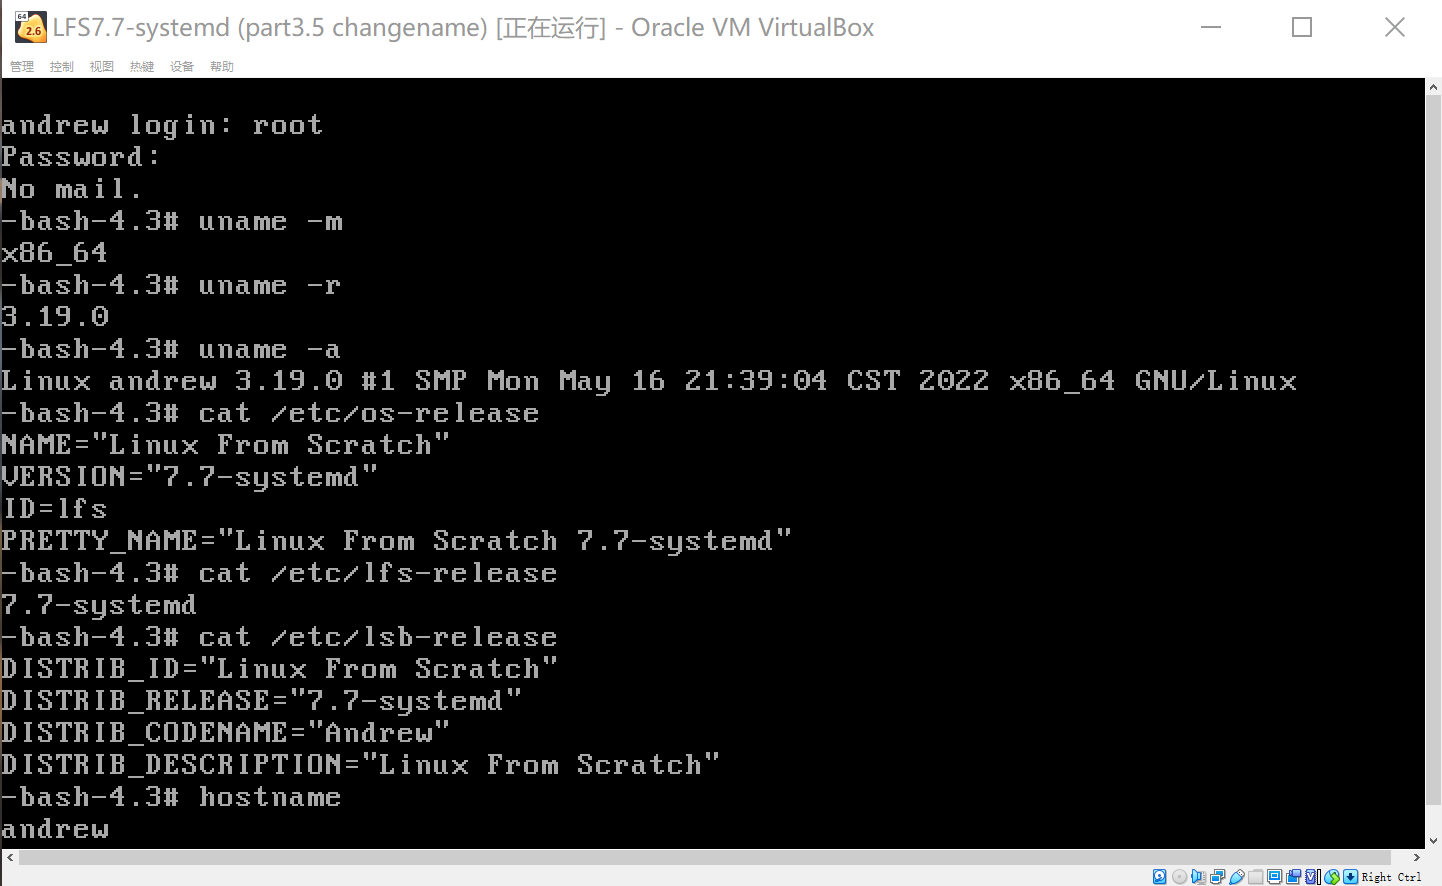 64
2.6
LFS7.7-systemd (part3.5 changename) [正在运行] - Oracle VM VirtualBox
管理 控制 视图 热键 设备 帮助
andrew login: root
Password:
No mail.
-bash-4.3# uname -m
x86_64
-bash-4.3# uname -r
3.19.0
-bash-4.3# uname -a
Linux andrew 3.19.0 #1 SMP Mon May 16 21:39:04 CST 2022 x86_64 GNU/Linux
-bash-4.3# cat /etc/os-release
NAME="Linux From Scratch"
VERSION="7.7-systemd"
ID=lfs
PRETTY_NAME="Linux From Scratch 7.7-systemd"
-bash-4.3# cat /etc/lfs-release
7.7-systemd
-bash-4.3# cat /etc/lsb-release
DISTRIB_ID="Linux From Scratch"
DISTRIB_RELEASE="7.7-systemd"
DISTRIB_CODENAME="Andrew"
DISTRIB_DESCRIPTION="Linux From Scratch"
-bash-4.3# hostname
andrew
Right Ctrl